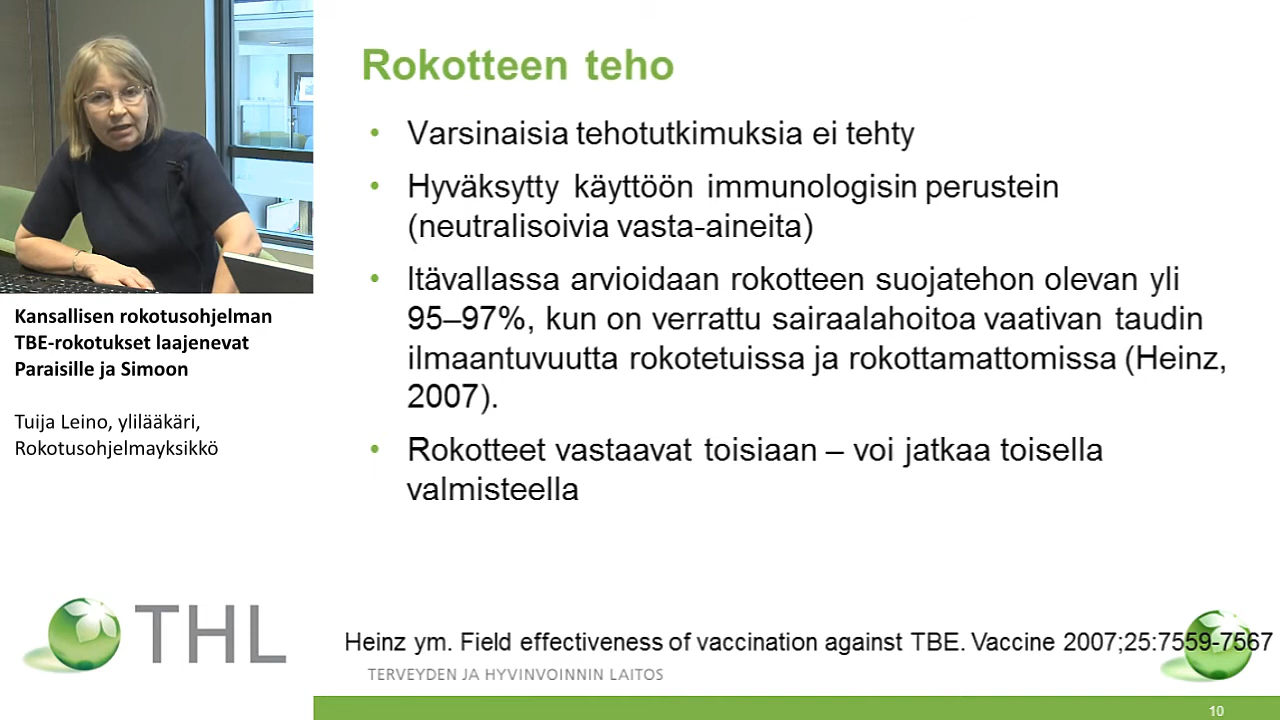 Kansallisen rokotusohjelman
TBE-rokotukset laajenevat
Paraisille ja Simoon
Tuija Leino, ylilääkäri,
Rokotusohjelmayksikkö
THL
Rokotteen teho
• Varsinaisia tehotutkimuksia ei tehty
• Hyväksytty käyttöön immunologisin perustein
(neutralisoivia vasta-aineita)
• Itävallassa arvioidaan rokotteen suojatehon olevan yli
95–97%, kun on verrattu sairaalahoitoa vaativan taudin
ilmaantuvuutta rokotetuissa ja rokottamattomissa (Heinz,
2007).
• Rokotteet vastaavat toisiaan – voi jatkaa toisella
valmisteella
Heinz ym. Field effectiveness of vaccination against TBE. Vaccine 2007;25:7559-7567
TERVEYDEN JA HYVINVOINNIN LAITOS
10